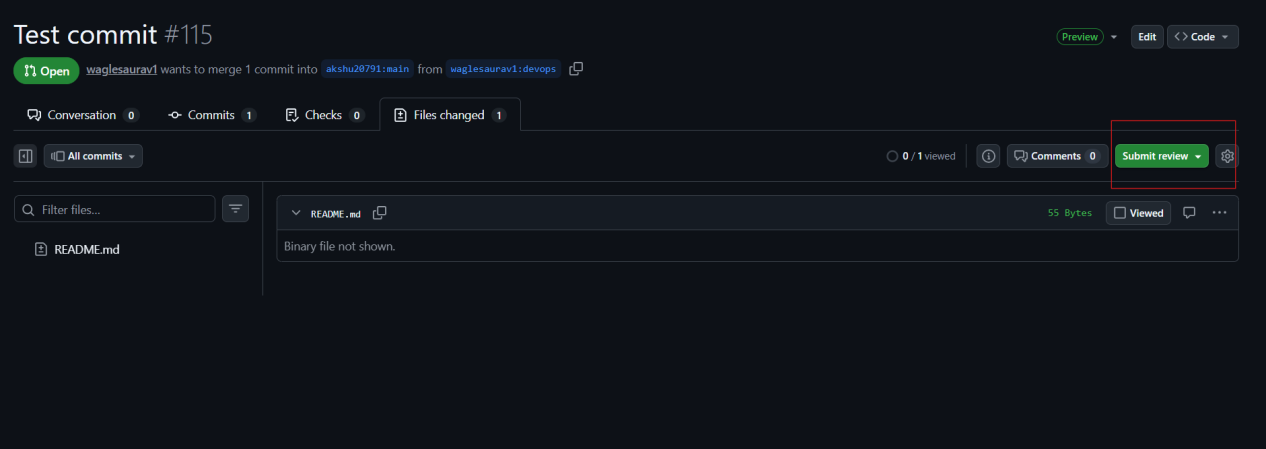 Test commit #115
Preview Edit <> Code
Open waglesaurav1 wants to merge 1 commit into akshu20791:main from waglesaurav1:devops
Conversation 0 Commits 1 Checks 0 Files changed 1
All commits 0 / 1 viewed Comments 0 Submit review
Filter files... README.md 55 Bytes Viewed
Binary file not shown.
README.md